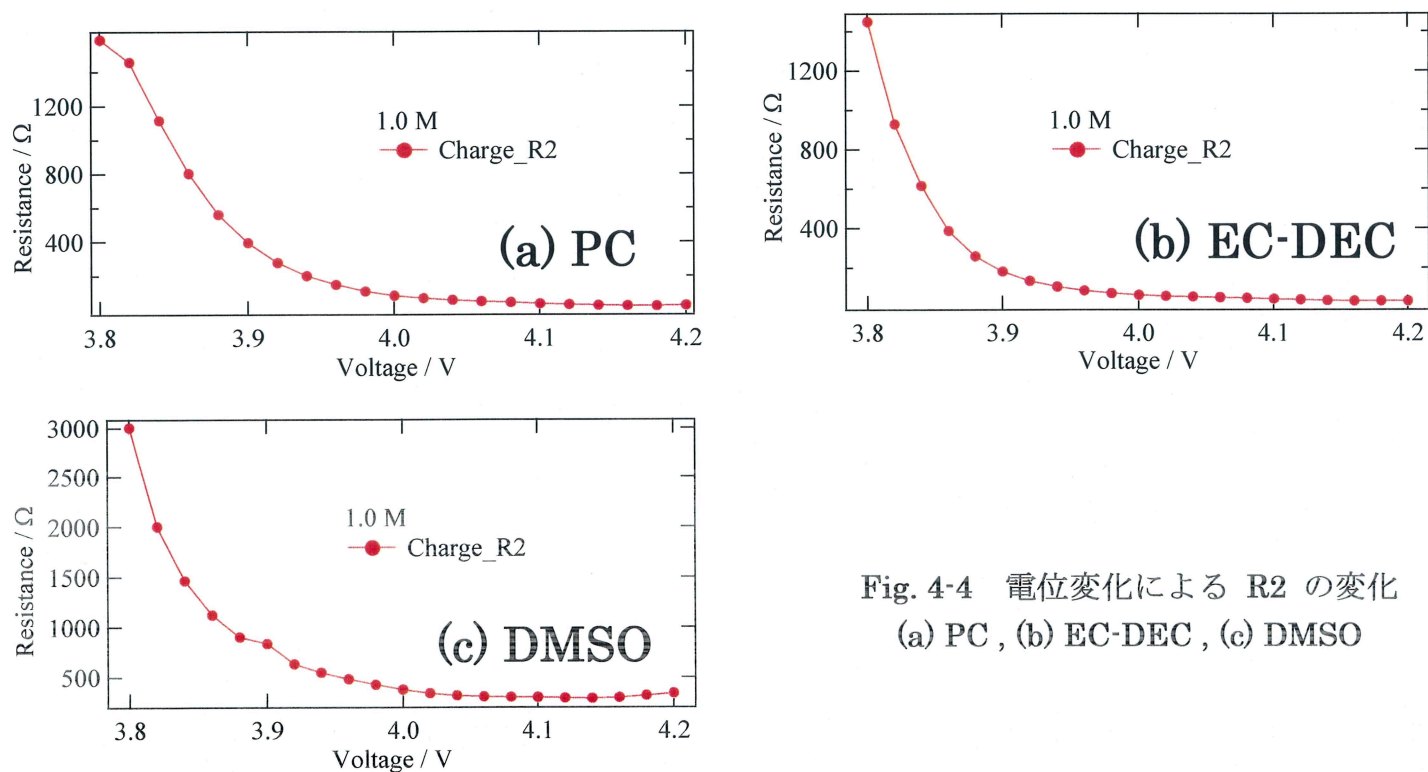 1200
800
400
Resistance / Ω
1.0 M
Charge_R2
(a) PC
3.8
3.9
4.0
4.1
4.2
Voltage / V
1200
800
400
Resistance / Ω
1.0 M
Charge_R2
(b) EC-DEC
3.8
3.9
4.0
4.1
4.2
Voltage / V
3000
2500
2000
1500
1000
500
Resistance / Ω
1.0 M
Charge_R2
(c) DMSO
3.8
3.9
4.0
4.1
4.2
Voltage / V
Fig. 4-4 電位変化による R2 の変化
(a) PC , (b) EC-DEC , (c) DMSO